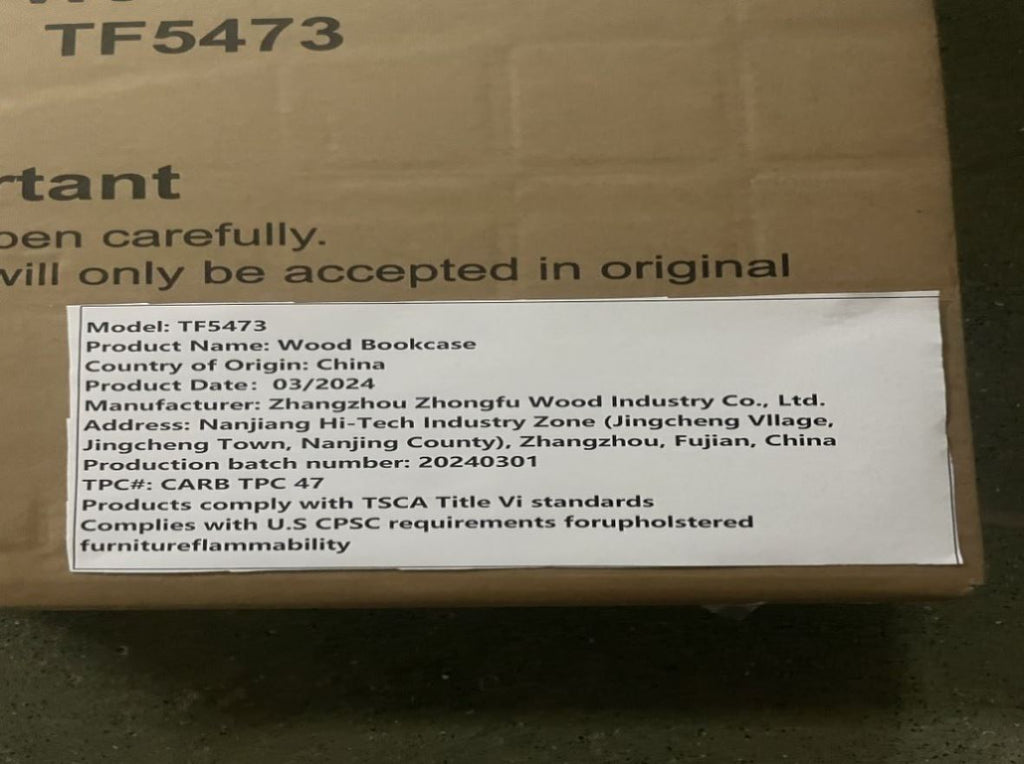 TF5473
rtant
pen carefully.
will only be accepted in original
Model: TF5473
Product Name: Wood Bookcase
Country of Origin: China
Product Date: 03/2024
Manufacturer: Zhangzhou Zhongfu Wood Industry Co., Ltd.
Address: Nanjiang Hi-Tech Industry Zone (Jingcheng Vllage,
Jingcheng Town, Nanjing County), Zhangzhou, Fujian, China
Production batch number: 20240301
TPC#: CARB TPC 47
Products comply with TSCA Title Vi standards
Complies with U.S CPSC requirements forupholstered
furnitureflammability